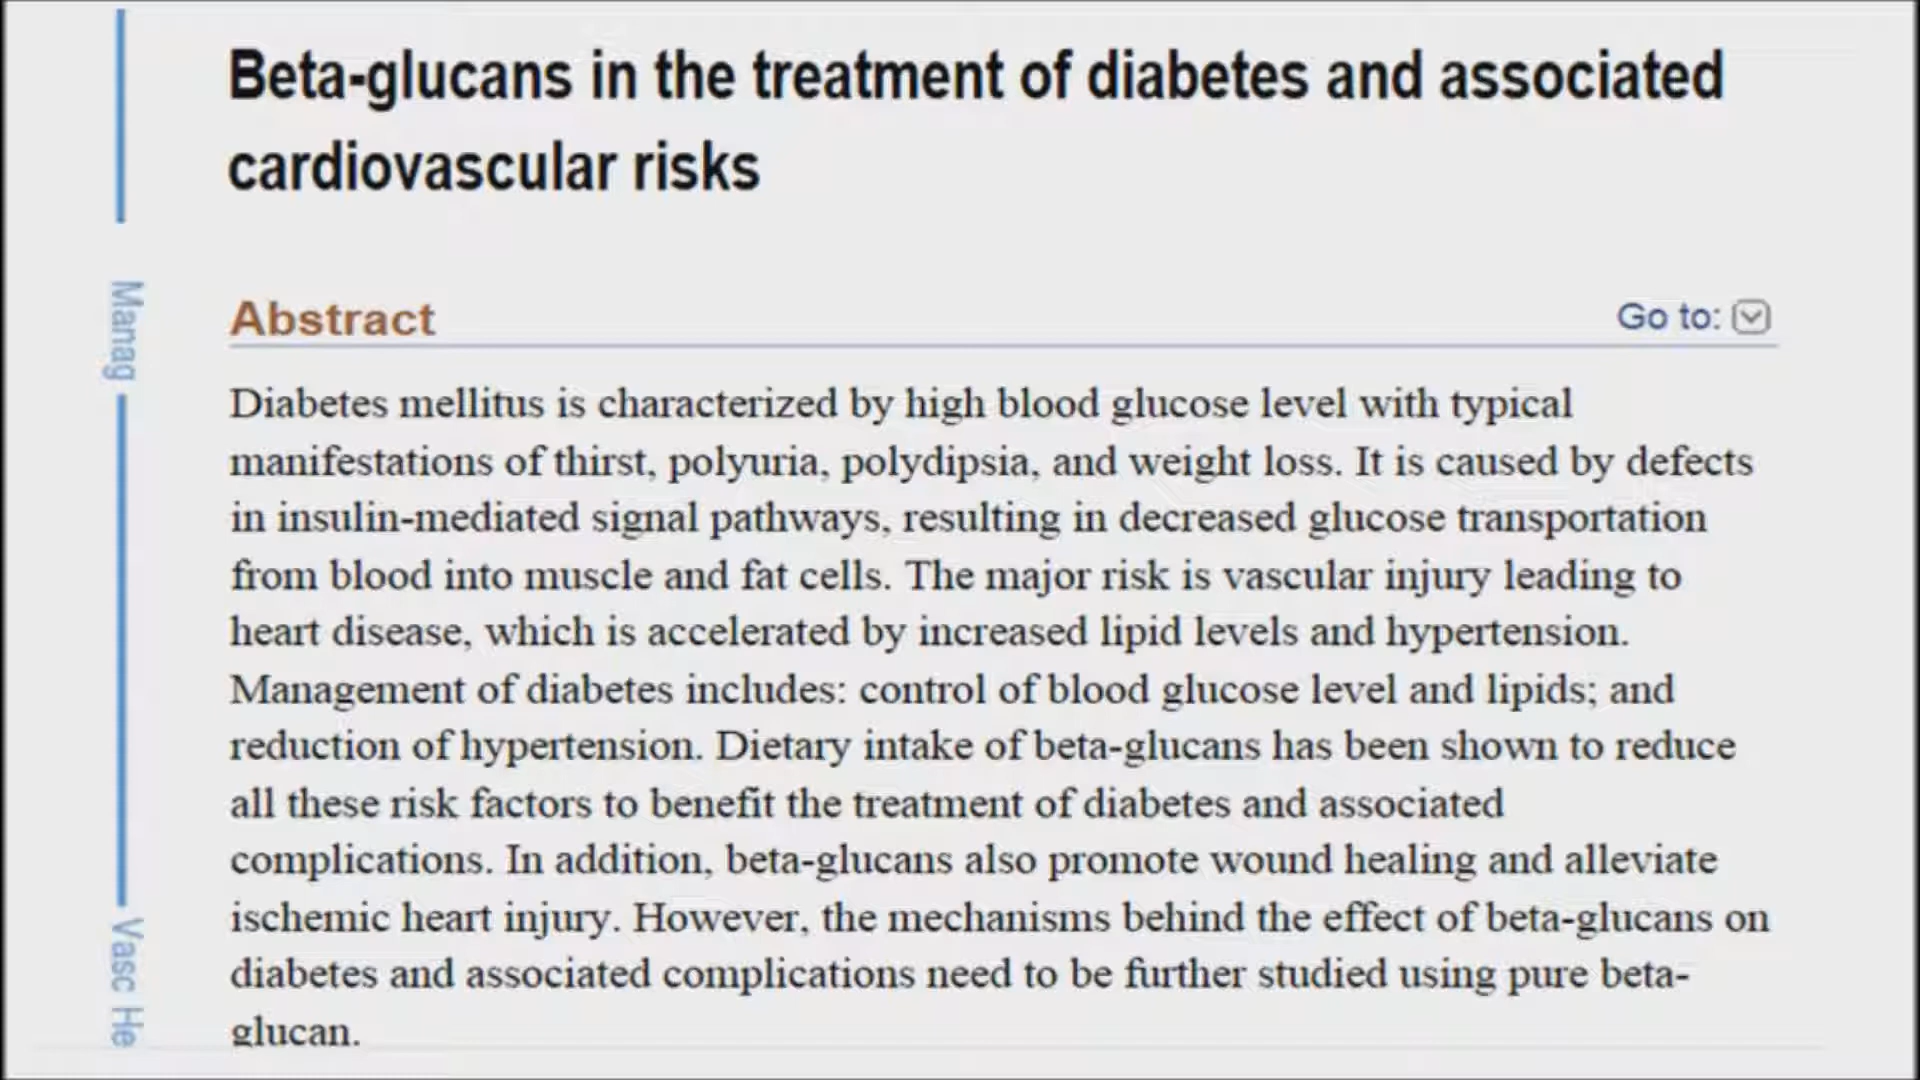 Beta-glucans in the treatment of diabetes and associated
cardiovascular risks
Manag
Vasc He
Abstract
Go to:
Diabetes mellitus is characterized by high blood glucose level with typical
manifestations of thirst, polyuria, polydipsia, and weight loss. It is caused by defects
in insulin-mediated signal pathways, resulting in decreased glucose transportation
from blood into muscle and fat cells. The major risk is vascular injury leading to
heart disease, which is accelerated by increased lipid levels and hypertension.
Management of diabetes includes: control of blood glucose level and lipids; and
reduction of hypertension. Dietary intake of beta-glucans has been shown to reduce
all these risk factors to benefit the treatment of diabetes and associated
complications. In addition, beta-glucans also promote wound healing and alleviate
ischemic heart injury. However, the mechanisms behind the effect of beta-glucans on
diabetes and associated complications need to be further studied using pure beta-
glucan.